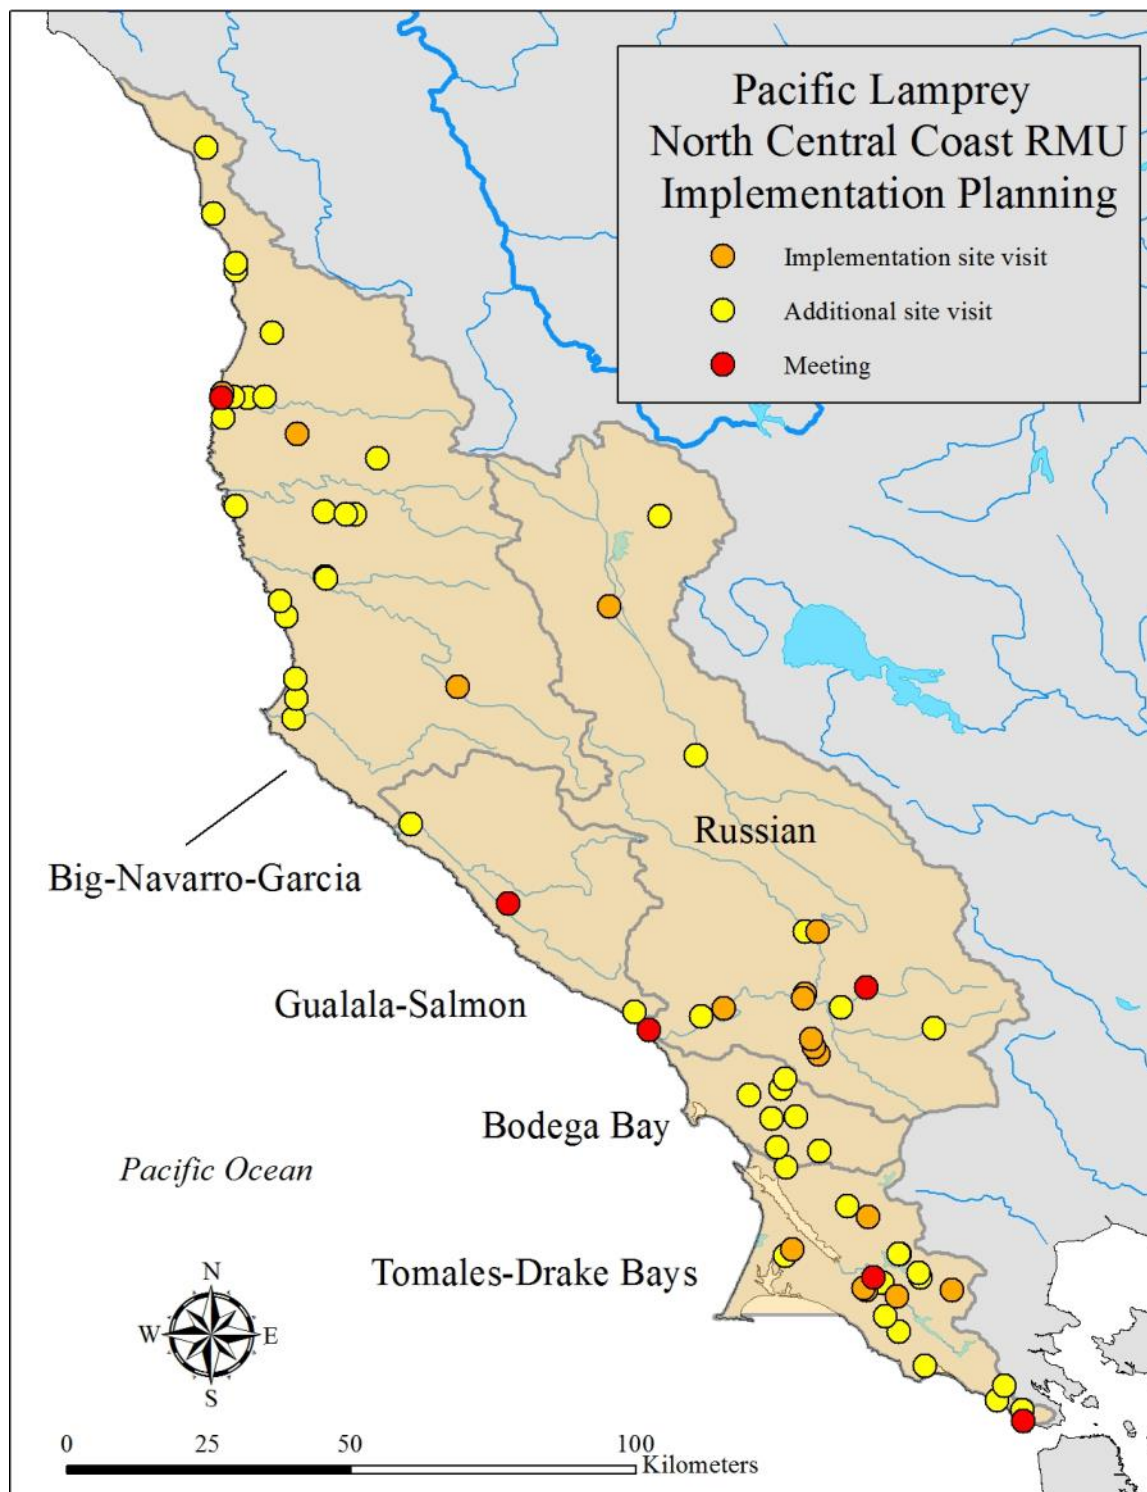 Pacific Lamprey
North Central Coast RMU
Implementation Planning
Implementation site visit
Additional site visit
Meeting
Russian
Big-Navarro-Garcia
Gualala-Salmon
Bodega Bay
Pacific Ocean
Tomales-Drake Bays
N
W E
S
0 25 50 100
Kilometers